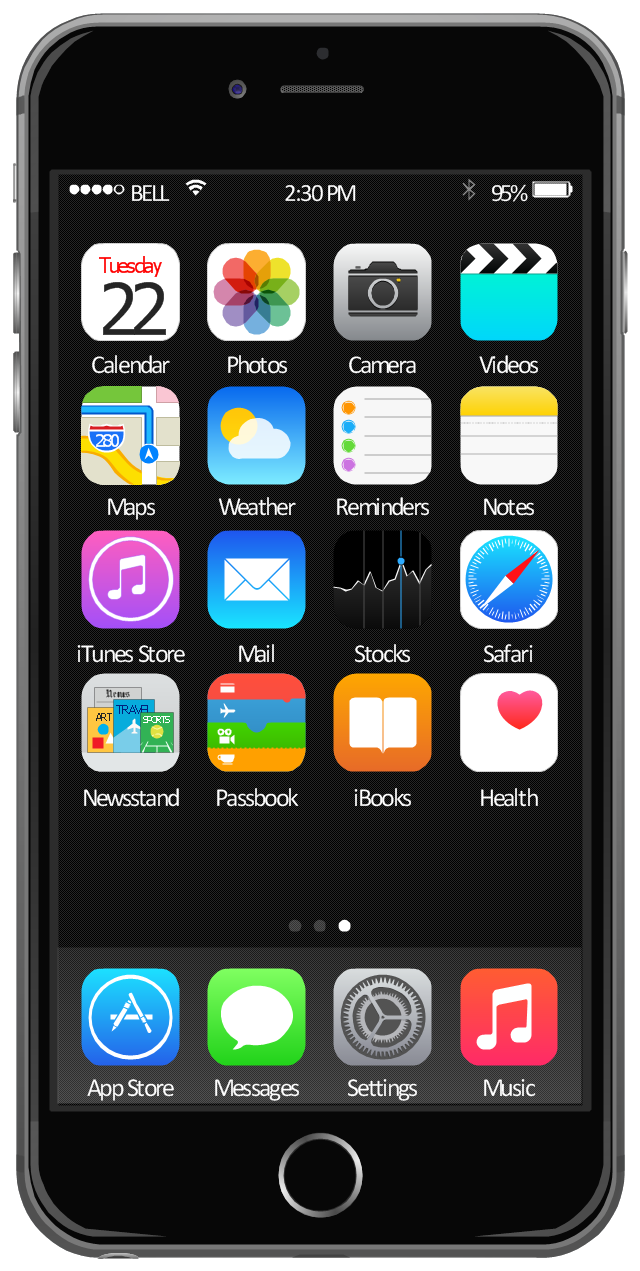 BELL 2:30 PM 95%
Tuesday
22
Calendar Photos Camera Videos
280
Maps Weather Reminders Notes
iTunes Store Mail Stocks Safari
News
ART TRAVEL SPORTS
Newsstand Passbook iBooks Health
App Store Messages Settings Music